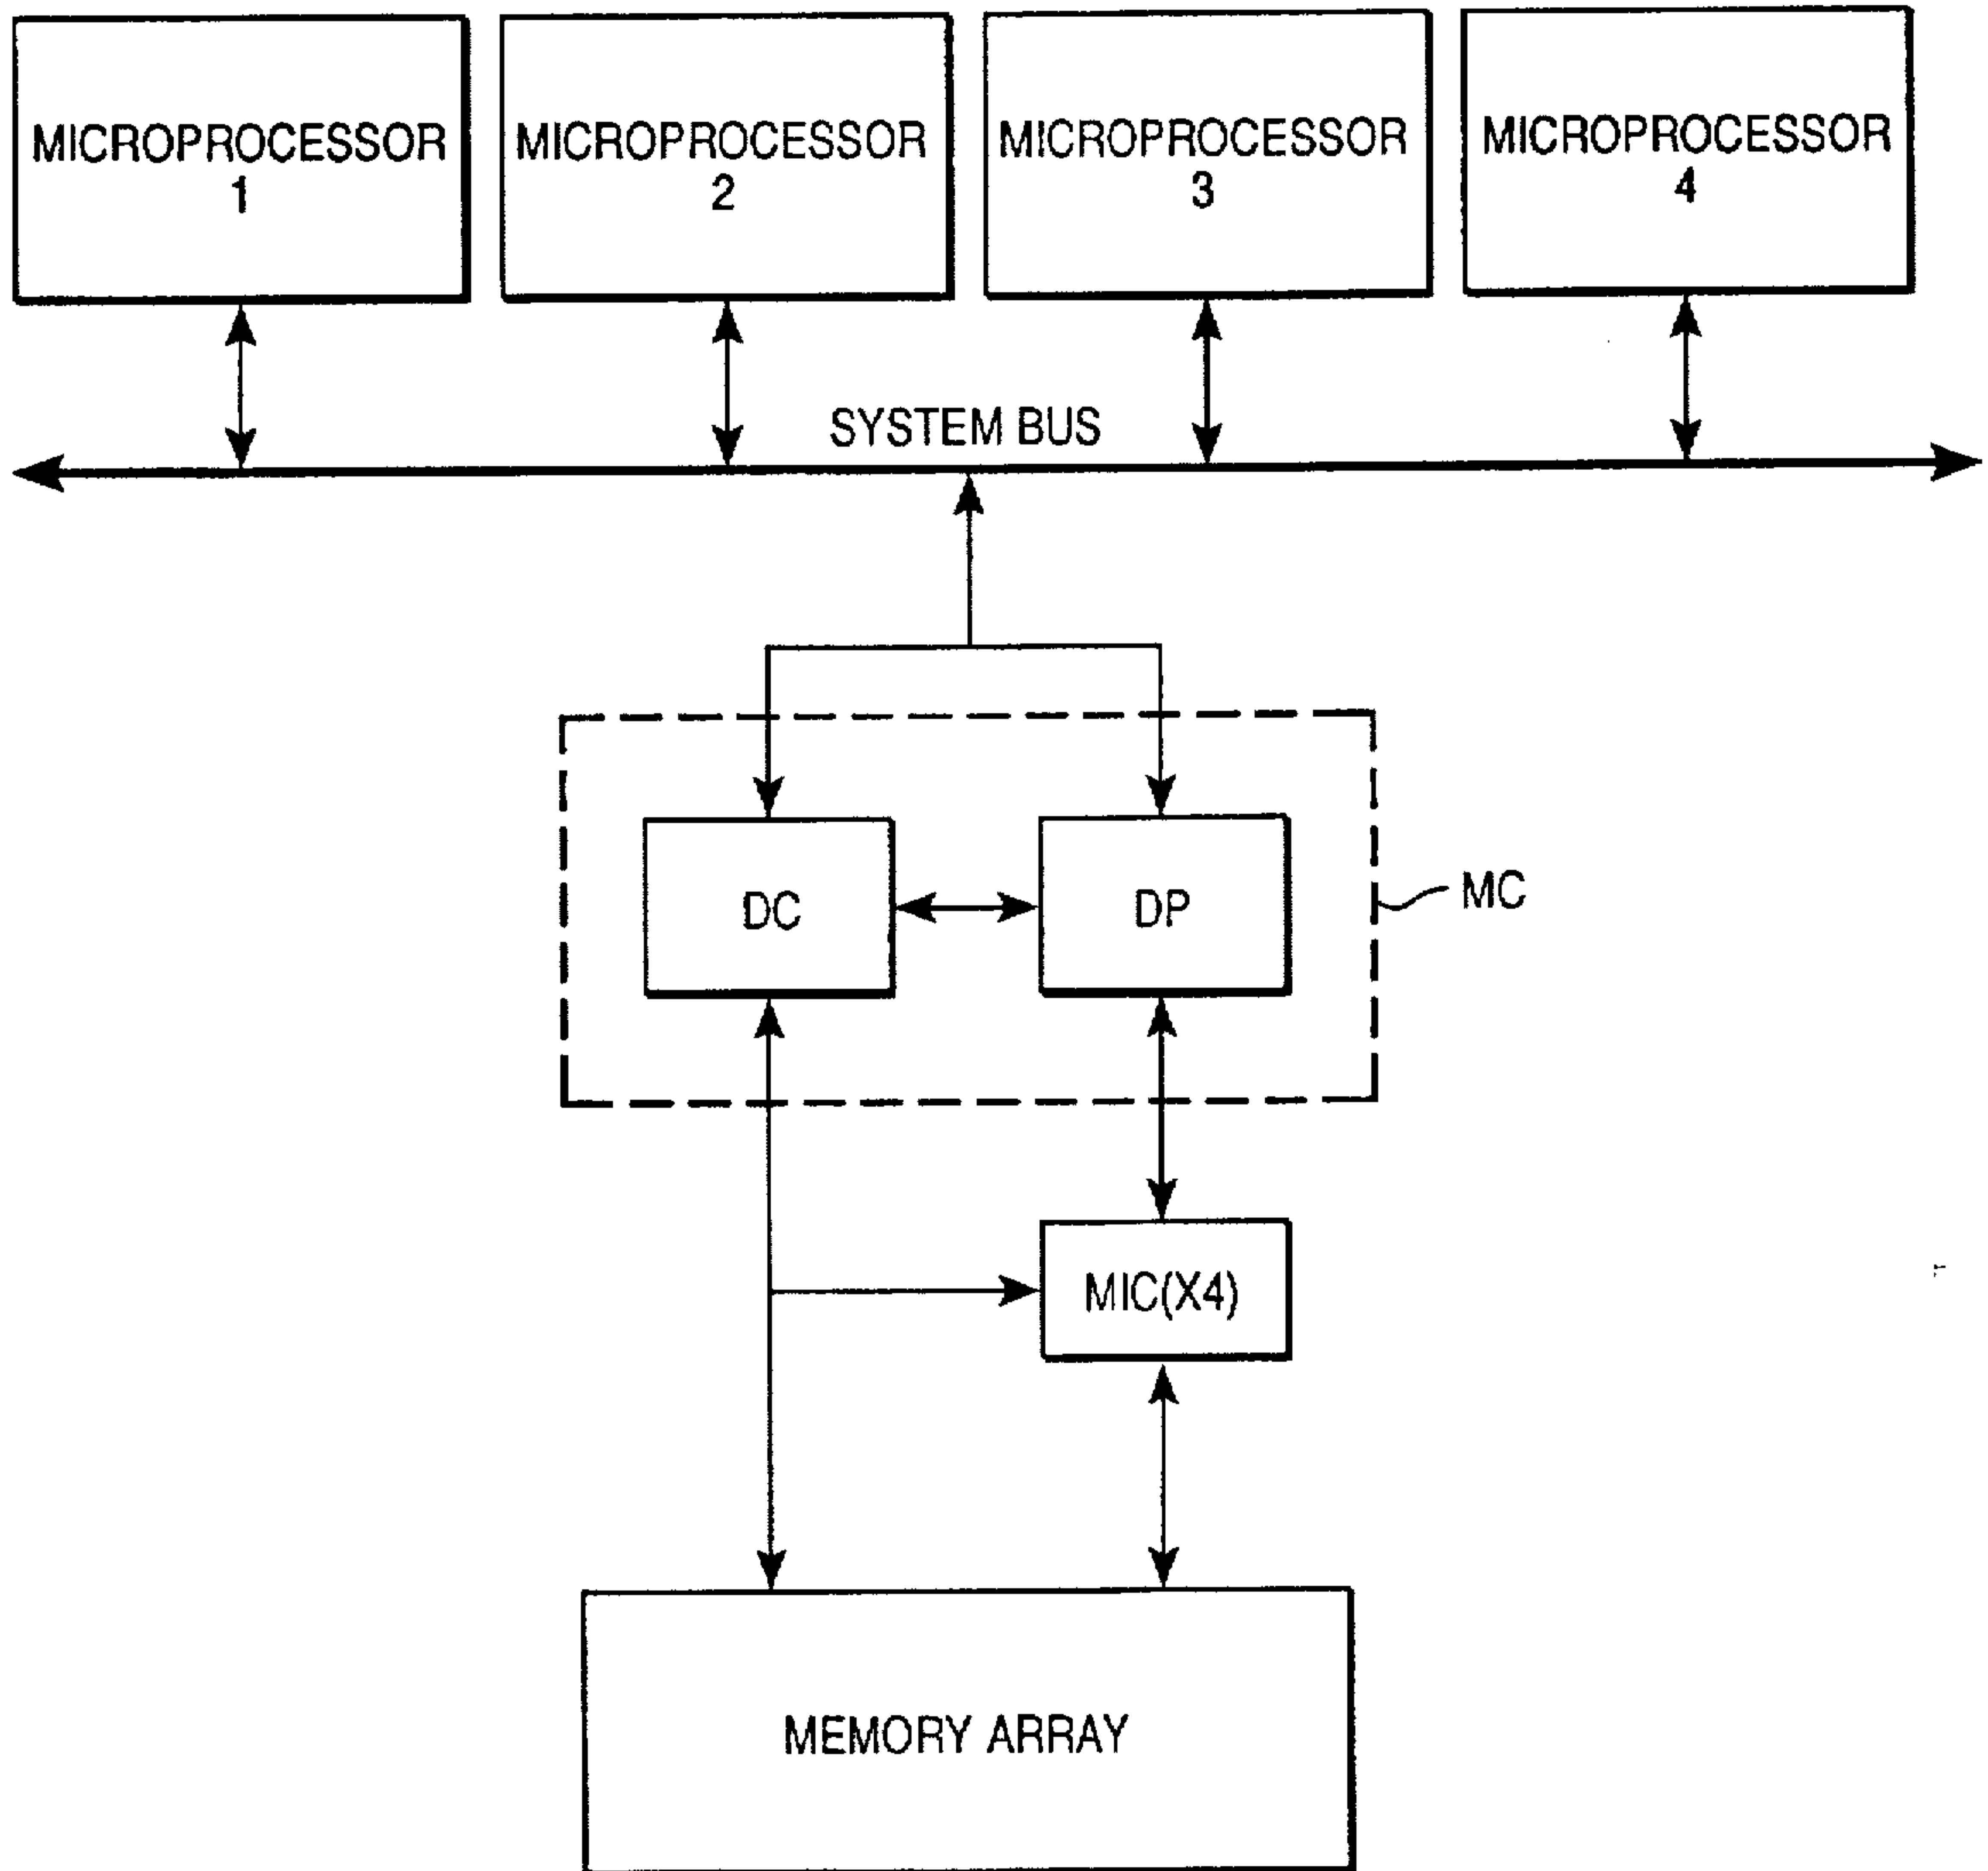 MICROPROCESSOR
1
MICROPROCESSOR
2
MICROPROCESSOR
3
MICROPROCESSOR
4
SYSTEM BUS
DC
DP
MC
MIC(X4)
MEMORY ARRAY